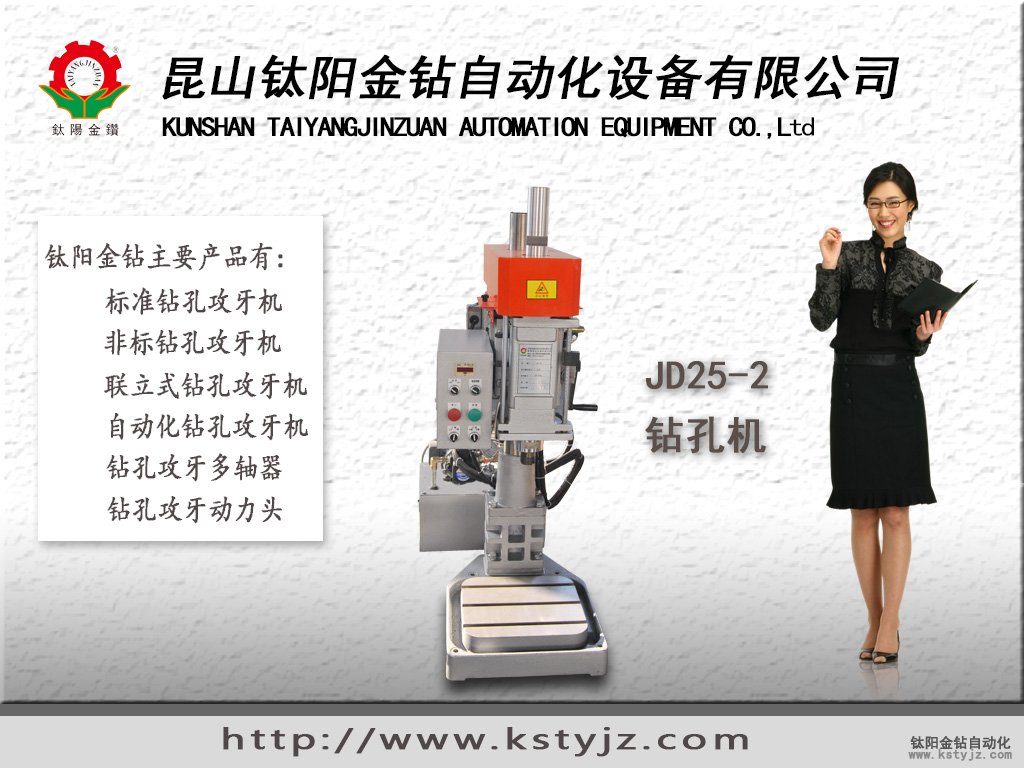 昆山钛阳金钻自动化设备有限公司
KUNSHAN TAIYANGJINZUAN AUTOMATION EQUIPMENT CO.,Ltd
TAIYANGJINZUAN
®
鈦陽金鑽
钛阳金钻主要产品有:
标准钻孔攻牙机
非标钻孔攻牙机
联立式钻孔攻牙机
自动化钻孔攻牙机
钻孔攻牙多轴器
钻孔攻牙动力头
JD25-2
钻孔机
http://www.kstyjz.com
钛阳金钻自动化
www.kstyjz.com